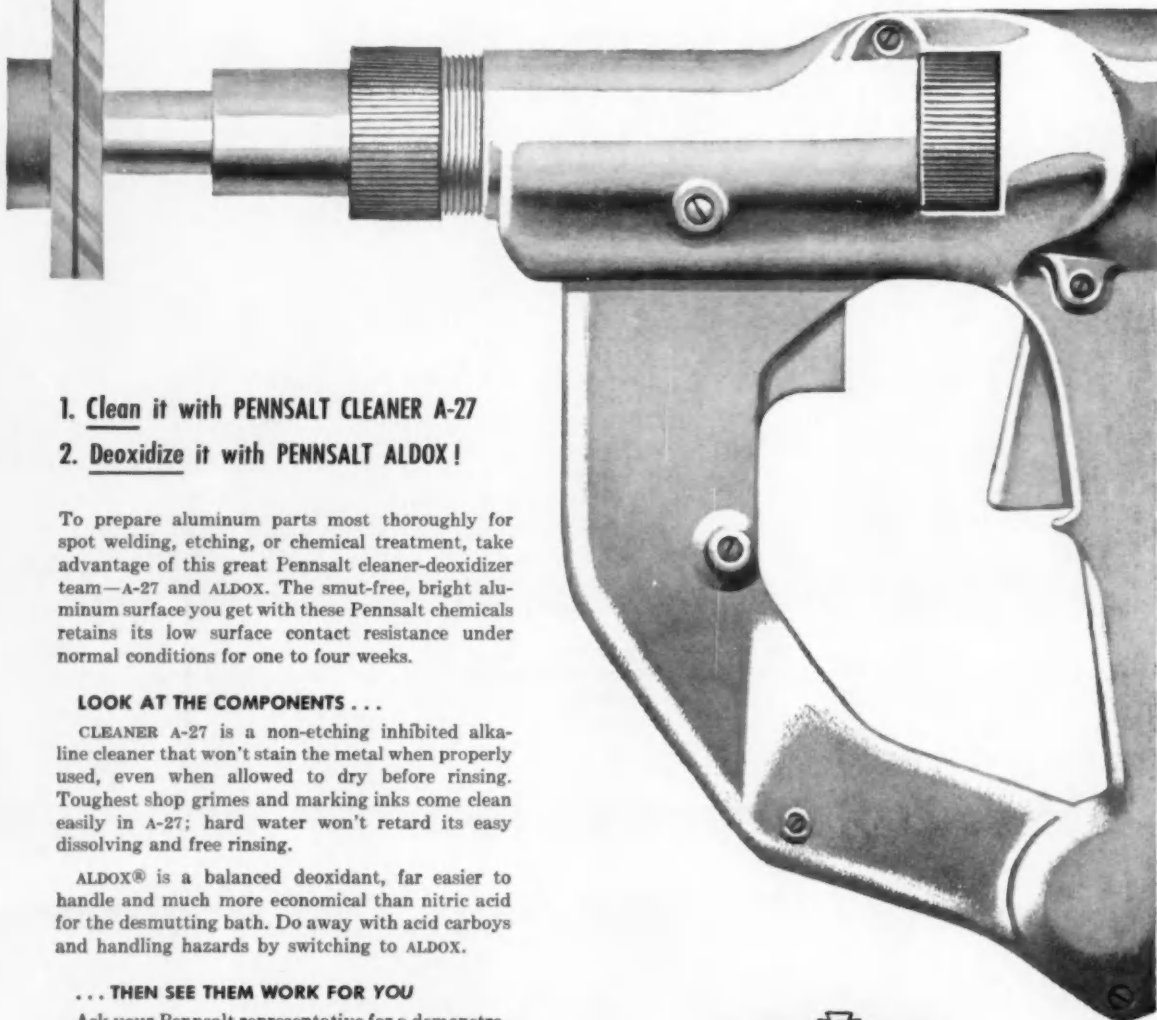 1. Clean it with PENNSALT CLEANER A-27
2. Deoxidize it with PENNSALT ALDOX!
To prepare aluminum parts most thoroughly for
spot welding, etching, or chemical treatment, take
advantage of this great Pennsalt cleaner-deoxidizer
team—A-27 and ALDOX. The smut-free, bright alu-
minum surface you get with these Pennsalt chemicals
retains its low surface contact resistance under
normal conditions for one to four weeks.
LOOK AT THE COMPONENTS . . .
CLEANER A-27 is a non-etching inhibited alka-
line cleaner that won't stain the metal when properly
used, even when allowed to dry before rinsing.
Toughest shop grimes and marking inks come clean
easily in A-27; hard water won't retard its easy
dissolving and free rinsing.
ALDOX® is a balanced deoxidant, far easier to
handle and much more economical than nitric acid
for the desmutting bath. Do away with acid carboys
and handling hazards by switching to ALDOX.
. . . THEN SEE THEM WORK FOR YOU
Ask your Pennsalt representative for a demonstra-